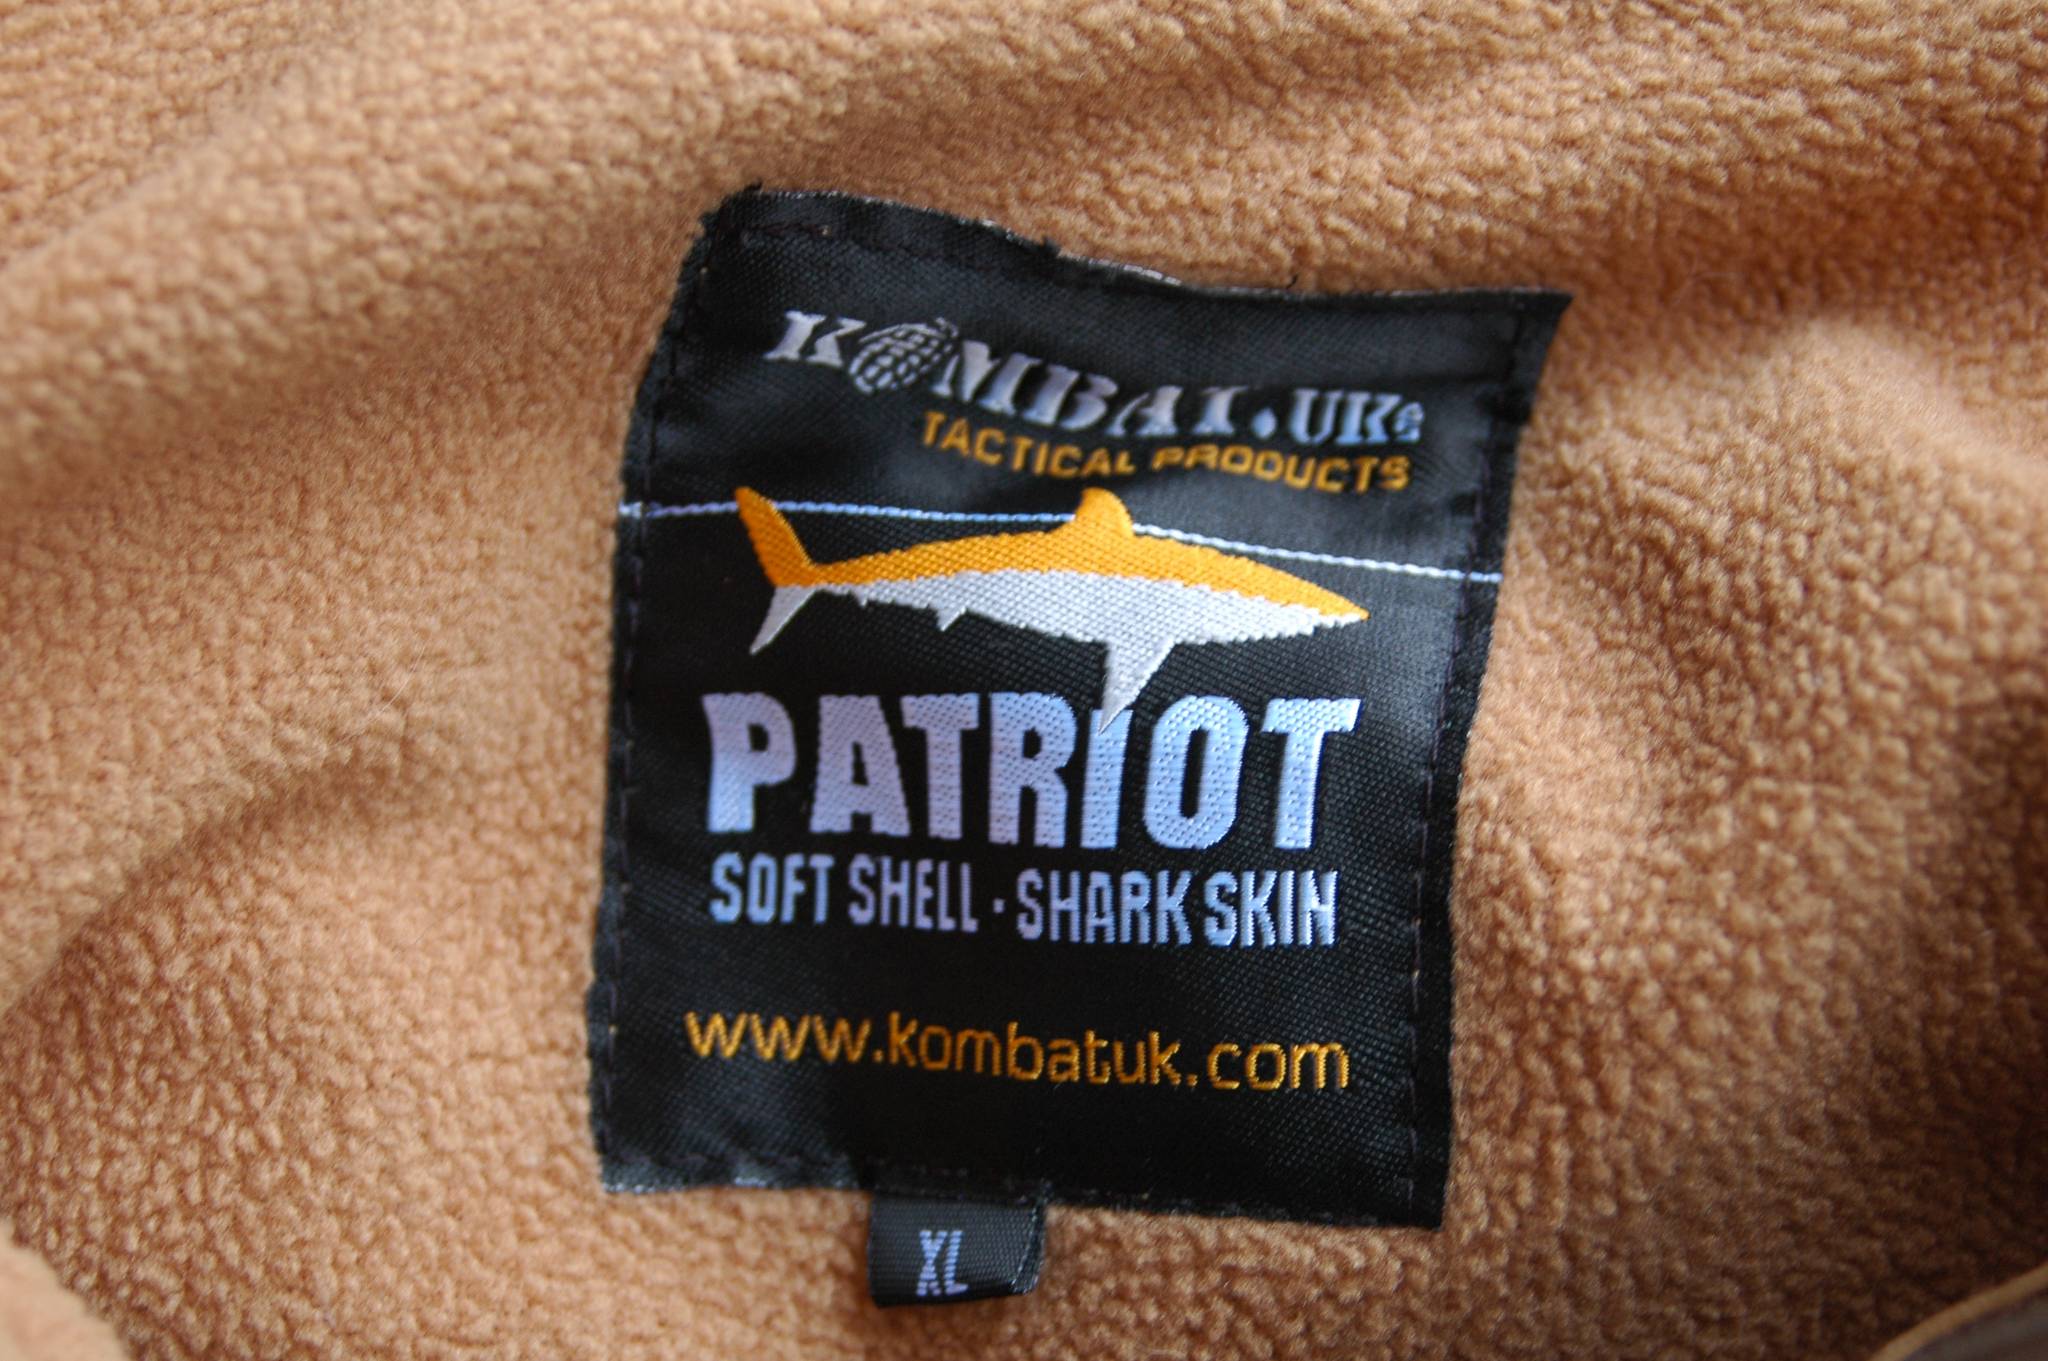 KOMBAT.UK
TACTICAL PRODUCTS
PATRIOT
SOFT SHELL · SHARK SKIN
www.kombatuk.com
XL